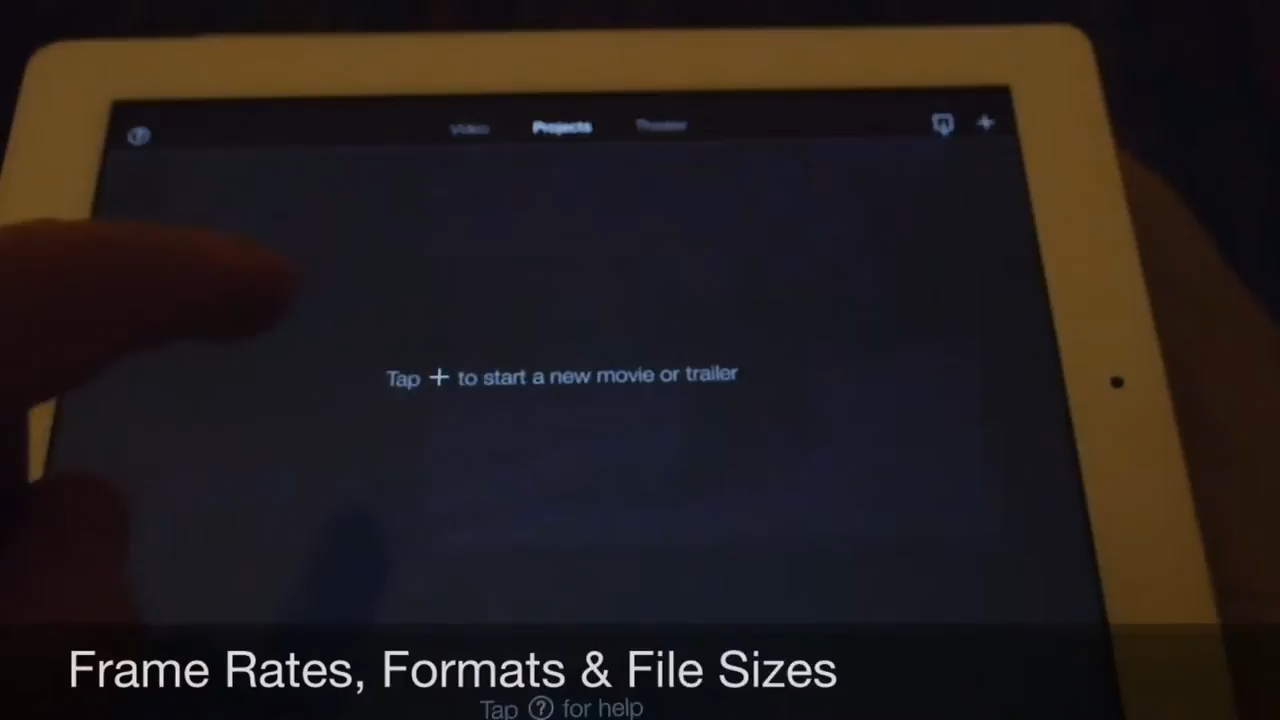 Video Projects Theater
Tap + to start a new movie or trailer
Frame Rates, Formats & File Sizes
Tap ? for help